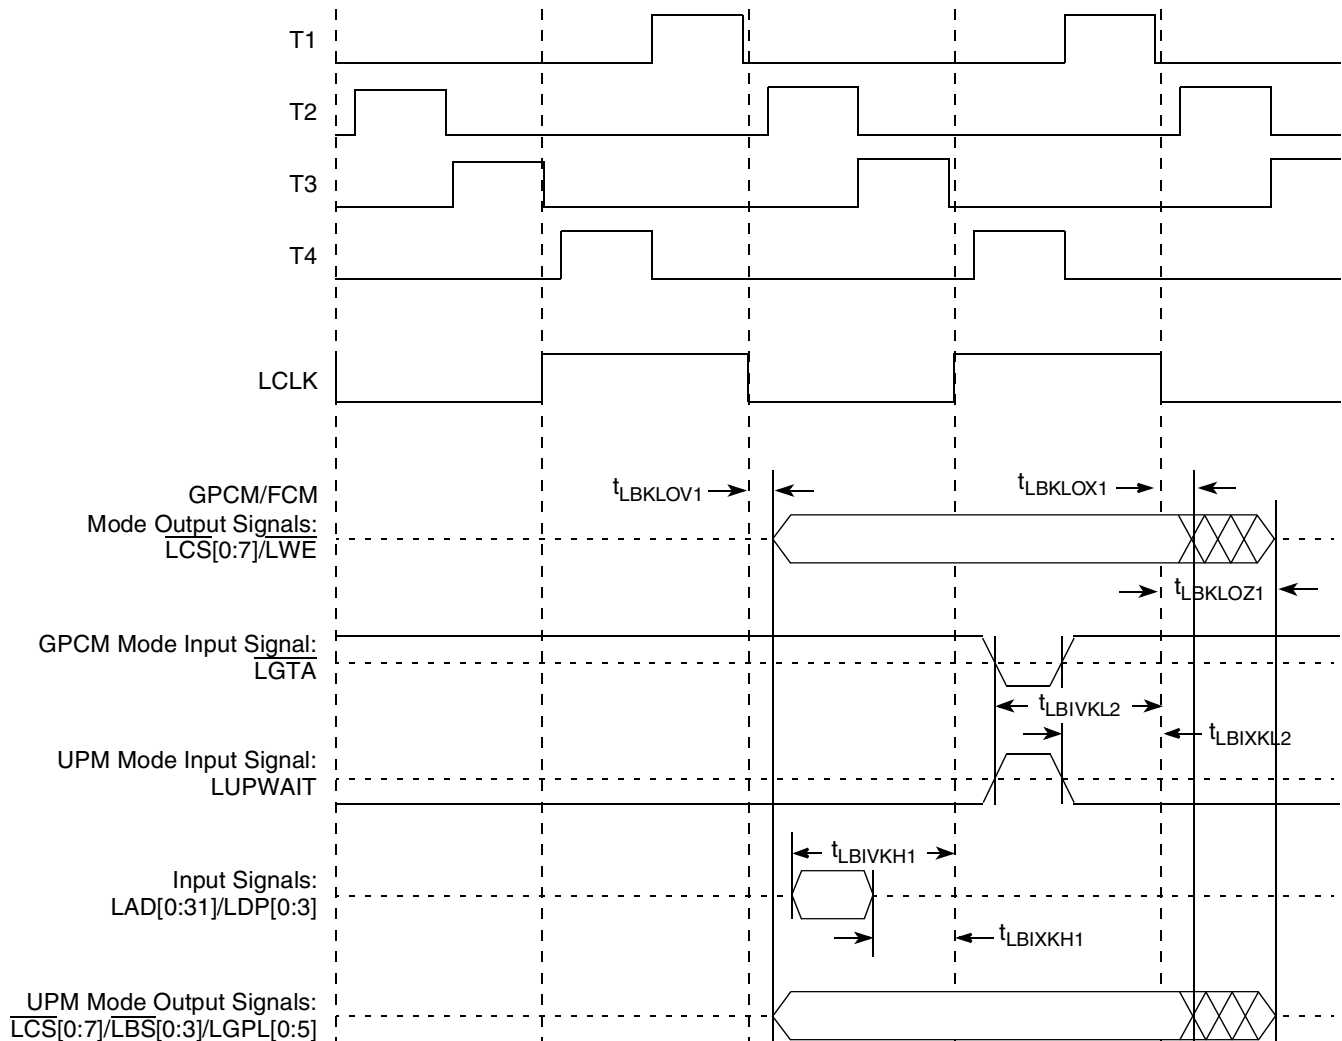 T1
T2
T3
T4
LCLK
GPCM/FCM
Mode Output Signals:
LCS[0:7]/LWE
tLBKLOV1
tLBKLOX1
tLBKLOZ1
GPCM Mode Input Signal:
LGTA
tLBIVKL2
tLBIXKL2
UPM Mode Input Signal:
LUPWAIT
tLBIVKH1
Input Signals:
LAD[0:31]/LDP[0:3]
tLBIXKH1
UPM Mode Output Signals:
LCS[0:7]/LBS[0:3]/LGPL[0:5]